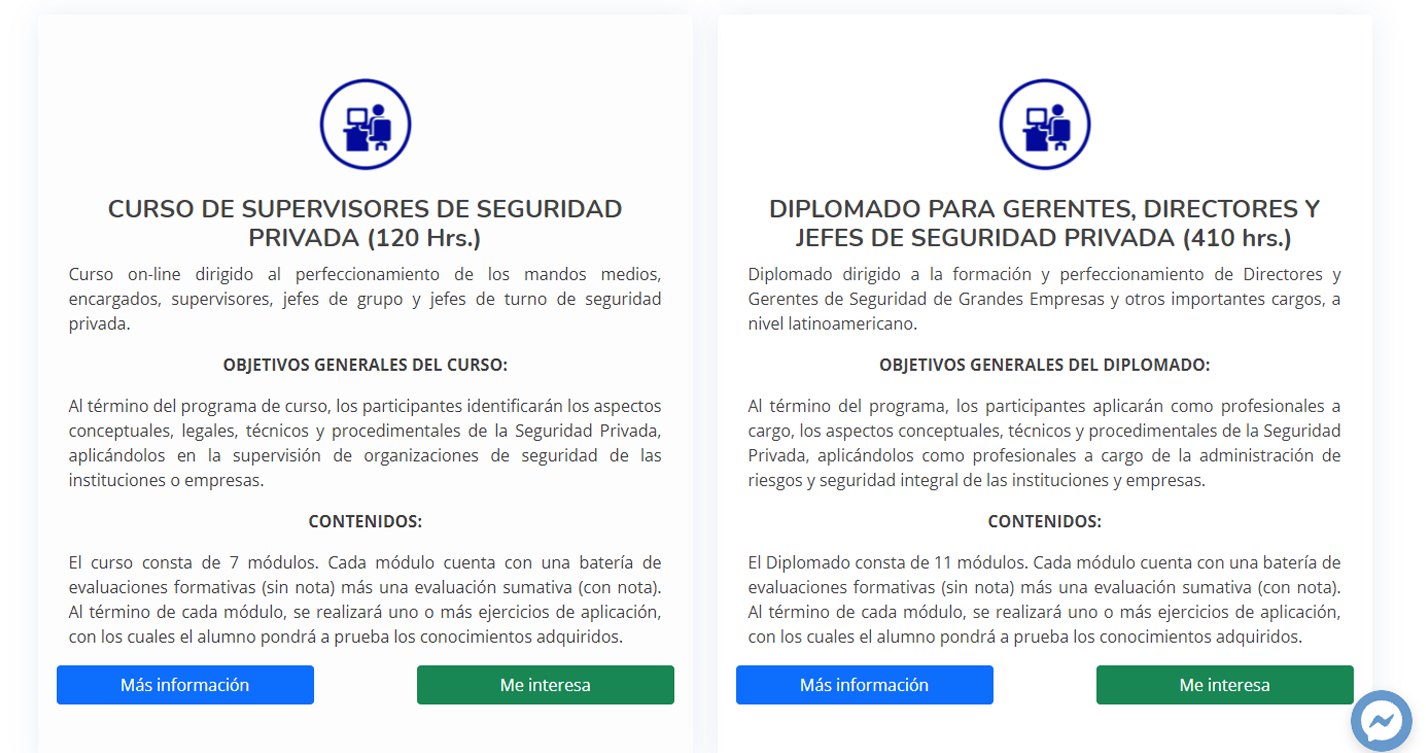 CURSO DE SUPERVISORES DE SEGURIDAD
PRIVADA (120 Hrs.)
Curso on-line dirigido al perfeccionamiento de los mandos medios,
encargados, supervisores, jefes de grupo y jefes de turno de seguridad
privada.
OBJETIVOS GENERALES DEL CURSO:
Al término del programa de curso, los participantes identificarán los aspectos
conceptuales, legales, técnicos y procedimentales de la Seguridad Privada,
aplicándolos en la supervisión de organizaciones de seguridad de las
instituciones o empresas.
CONTENIDOS:
El curso consta de 7 módulos. Cada módulo cuenta con una batería de
evaluaciones formativas (sin nota) más una evaluación sumativa (con nota).
Al término de cada módulo, se realizará uno o más ejercicios de aplicación,
con los cuales el alumno pondrá a prueba los conocimientos adquiridos.
Más información
Me interesa
DIPLOMADO PARA GERENTES, DIRECTORES Y
JEFES DE SEGURIDAD PRIVADA (410 hrs.)
Diplomado dirigido a la formación y perfeccionamiento de Directores y
Gerentes de Seguridad de Grandes Empresas y otros importantes cargos, a
nivel latinoamericano.
OBJETIVOS GENERALES DEL DIPLOMADO:
Al término del programa, los participantes aplicarán como profesionales a
cargo, los aspectos conceptuales, técnicos y procedimentales de la Seguridad
Privada, aplicándolos como profesionales a cargo de la administración de
riesgos y seguridad integral de las instituciones y empresas.
CONTENIDOS:
El Diplomado consta de 11 módulos. Cada módulo cuenta con una batería de
evaluaciones formativas (sin nota) más una evaluación sumativa (con nota).
Al término de cada módulo, se realizará uno o más ejercicios de aplicación,
con los cuales el alumno pondrá a prueba los conocimientos adquiridos.
Más información
Me interesa